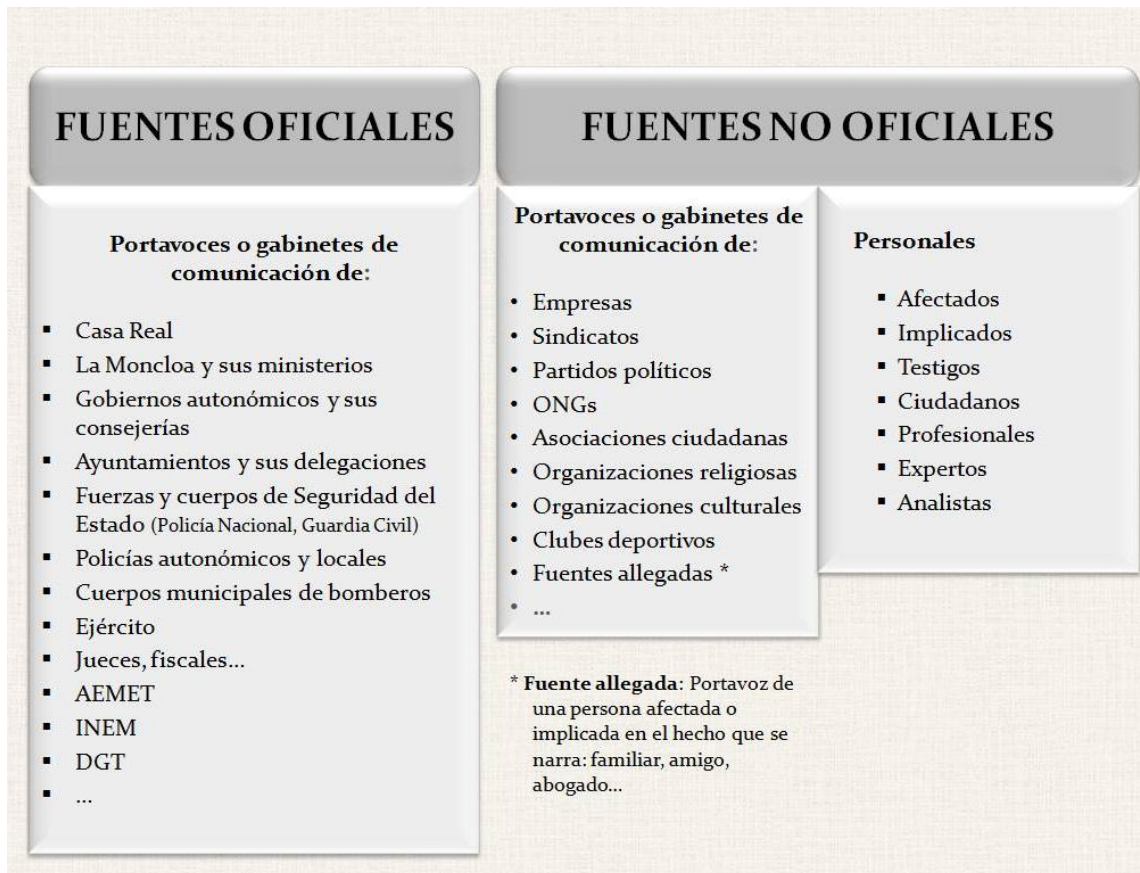 FUENTES OFICIALES
Portavoces o gabinetes de
comunicación de:
▪ Casa Real
▪ La Moncloa y sus ministerios
▪ Gobiernos autonómicos y sus
consejerías
▪ Ayuntamientos y sus delegaciones
▪ Fuerzas y cuerpos de Seguridad del
Estado (Policía Nacional, Guardia Civil)
▪ Policías autonómicos y locales
▪ Cuerpos municipales de bomberos
▪ Ejército
▪ Jueces, fiscales...
▪ AEMET
▪ INEM
▪ DGT
▪ ...
FUENTES NO OFICIALES
Portavoces o gabinetes de
comunicación de:
• Empresas
• Sindicatos
• Partidos políticos
• ONGs
• Asociaciones ciudadanas
• Organizaciones religiosas
• Organizaciones culturales
• Clubes deportivos
• Fuentes allegadas *
• ...
Personales
▪ Afectados
▪ Implicados
▪ Testigos
▪ Ciudadanos
▪ Profesionales
▪ Expertos
▪ Analistas
* Fuente allegada: Portavoz de
una persona afectada o
implicada en el hecho que se
narra: familiar, amigo,
abogado...